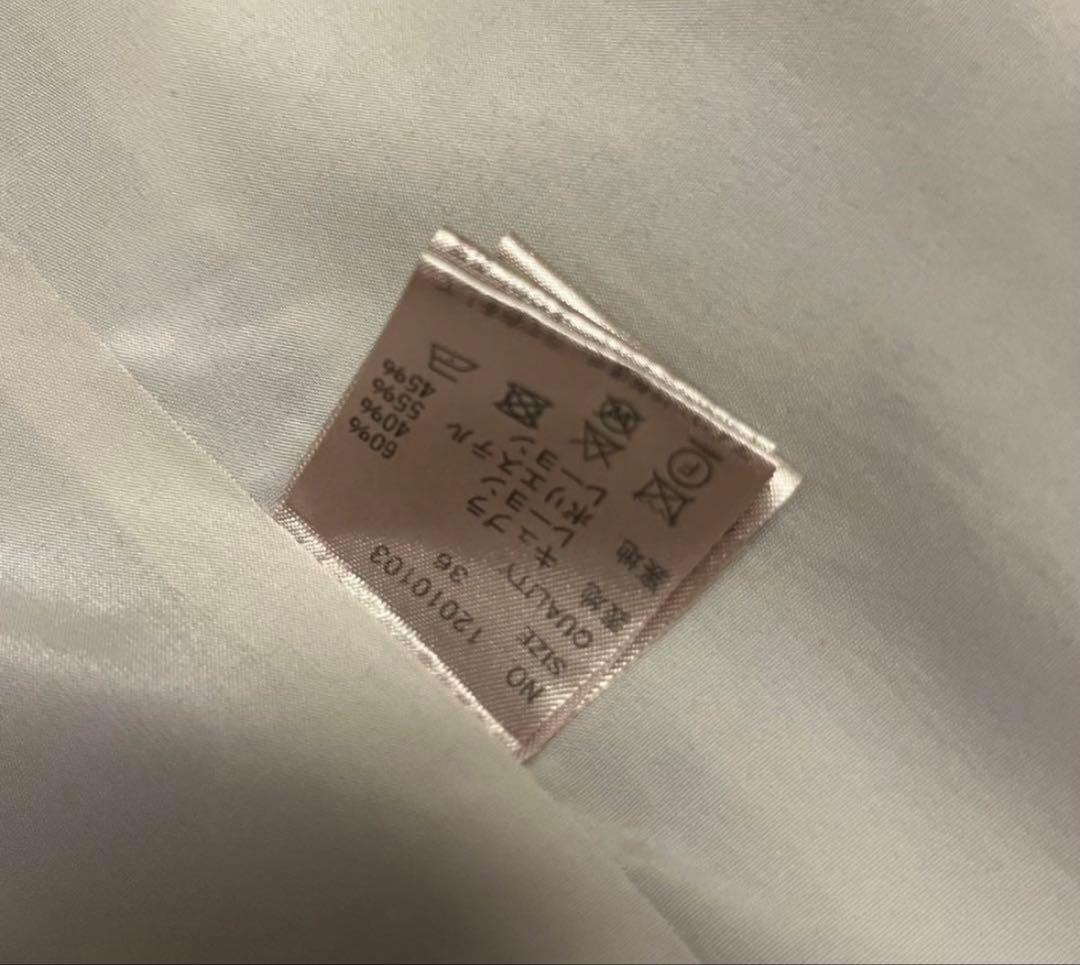 NO 12010103
SIZE 36
QUALITY
表地 キュプラ 60%
レーヨン 40%
裏地 ポリエステル 55%
レーヨン 45%